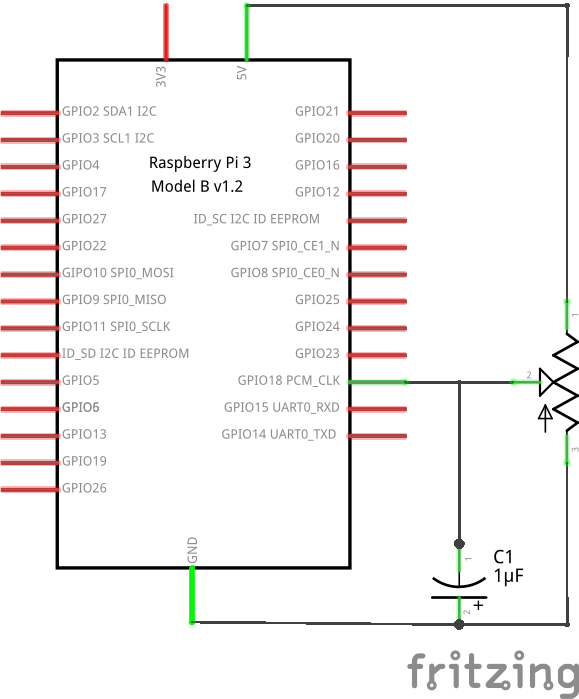 3V3
5V
GPIO2 SDA1 I2C
GPIO21
GPIO3 SCL1 I2C
GPIO20
GPIO4
Raspberry Pi 3
GPIO16
GPIO17
Model B v1.2
GPIO12
GPIO27
ID_SC I2C ID EEPROM
GPIO22
GPIO7 SPI0_CE1_N
GIPO10 SPI0_MOSI
GPIO8 SPI0_CE0_N
GPIO9 SPI0_MISO
GPIO25
GPIO11 SPI0_SCLK
GPIO24
1
ID_SD I2C ID EEPROM
GPIO23
GPIO5
GPIO18 PCM_CLK
2
GPIO6
GPIO15 UART0_RXD
GPIO13
GPIO14 UART0_TXD
3
GPIO19
GPIO26
GND
1
C1
1µF
+
2
fritzing